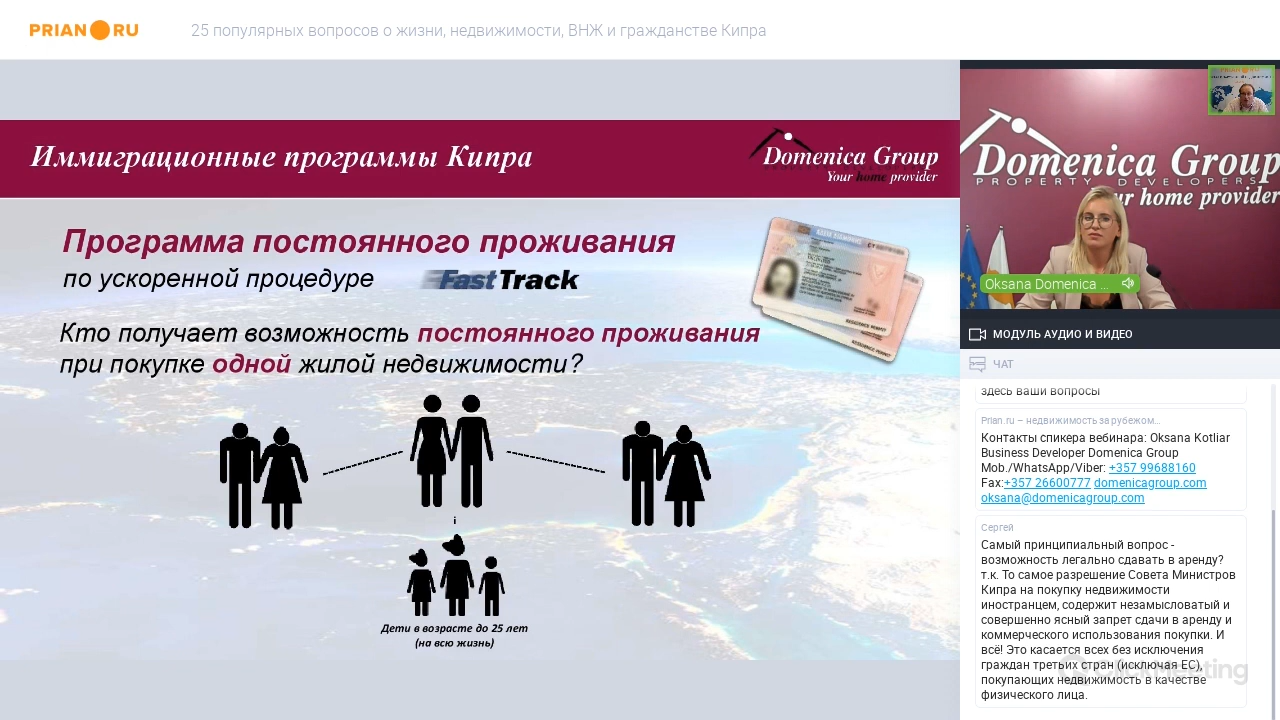 PRIAN RU
25 популярных вопросов о жизни, недвижимости, ВНЖ и гражданстве Кипра
Иммиграционные программы Кипра
Domenica Group
Your home provider
Программа постоянного проживания
по ускоренной процедуре FastTrack
Кто получает возможность постоянного проживания
при покупке одной жилой недвижимости?
Дети в возрасте до 25 лет
(на всю жизнь)
RESIDENCE PERMIT
RESIDENCE PERMIT
Domenica Group
PROPERTY DEVELOPERS
home provider
Oksana Domenica ...
МОДУЛЬ АУДИО И ВИДЕО
ЧАТ
здесь ваши вопросы
Prian.ru – недвижимость за рубежом...
Контакты спикера вебинара: Oksana Kotliar
Business Developer Domenica Group
Mob./WhatsApp/Viber: +357 99688160
Fax:+357 26600777 domenicagroup.com
oksana@domenicagroup.com
Сергей
Самый принципиальный вопрос -
возможность легально сдавать в аренду?
т.к. То самое разрешение Совета Министров
Кипра на покупку недвижимости
иностранцем, содержит незамысловатый и
совершенно ясный запрет сдачи в аренду и
коммерческого использования покупки. И
всё! Это касается всех без исключения
граждан третьих стран (исключая ЕС),
покупающих недвижимость в качестве
физического лица.
ClickMeeting